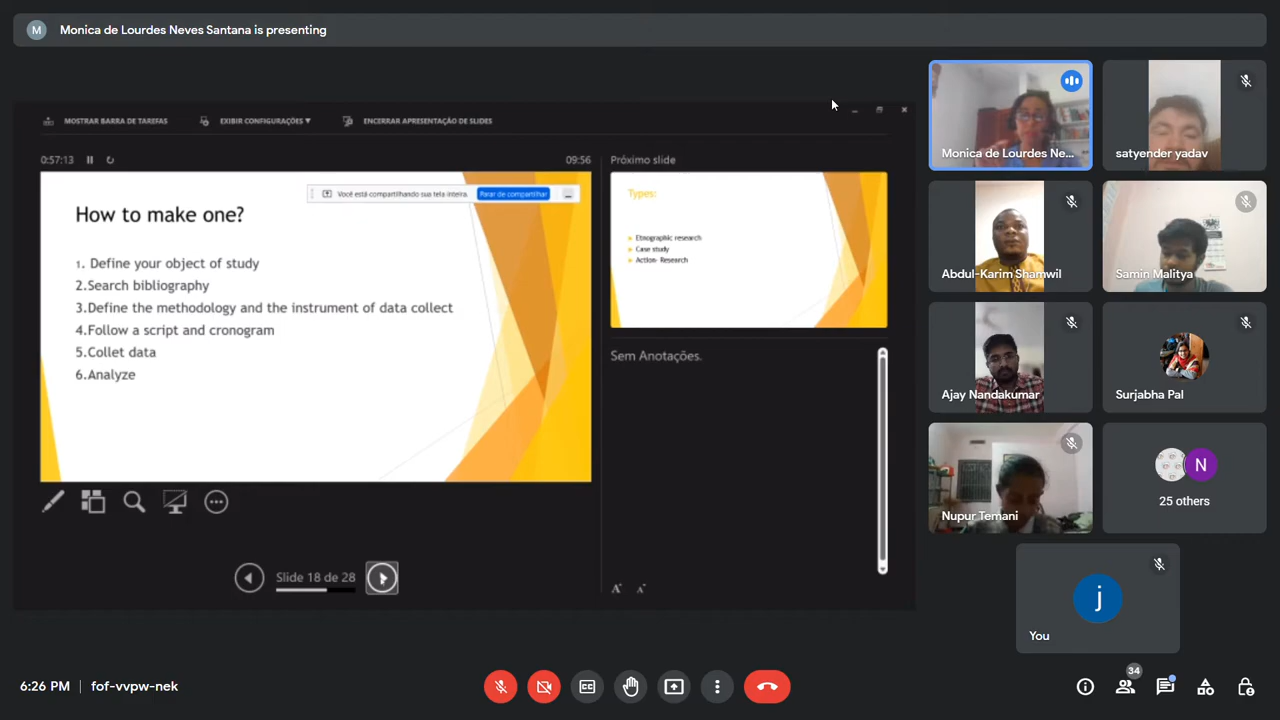 M
Monica de Lourdes Neves Santana is presenting
MOSTRAR BARRA DE TAREFAS
EXIBIR CONFIGURAÇÕES ▼
ENCERRAR APRESENTAÇÃO DE SLIDES
0:57:13
09:56
Você está compartilhando sua tela inteira.
Parar de compartilhar
How to make one?
1. Define your object of study
2.Search bibliography
3.Define the methodology and the instrument of data collect
4.Follow a script and cronogram
5.Collet data
6.Analyze
Slide 18 de 28
Próximo slide
Types:
Etnographic research
Case study
Action- Research
Sem Anotações.
A
A
Monica de Lourdes Ne...
satyender yadav
Abdul-Karim Shamwil
Samin Malitya
Ajay Nandakumar
Surjabha Pal
Nupur Temani
N
25 others
j
You
6:26 PM | fof-vvpw-nek
CC
34